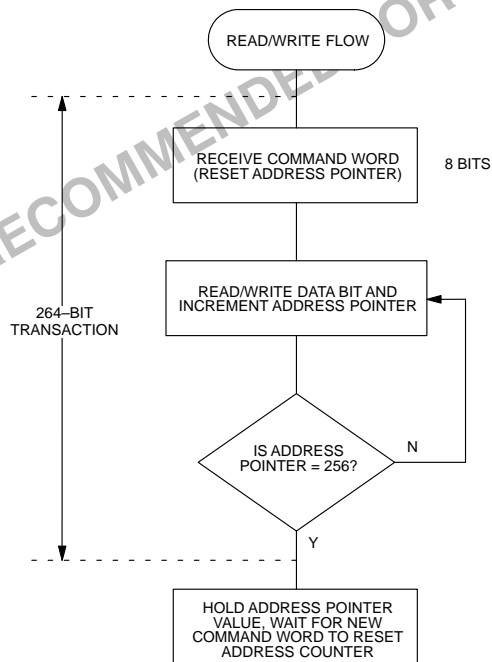 READ/WRITE FLOW
RECEIVE COMMAND WORD
(RESET ADDRESS POINTER)
8 BITS
READ/WRITE DATA BIT AND
INCREMENT ADDRESS POINTER
264–BIT
TRANSACTION
IS ADDRESS
POINTER = 256?
N
Y
HOLD ADDRESS POINTER
VALUE, WAIT FOR NEW
COMMAND WORD TO RESET
ADDRESS COUNTER
RECOMMENDED